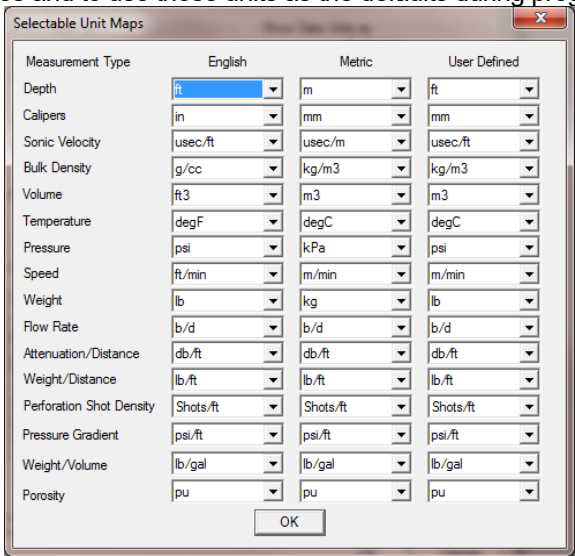 Selectable Unit Maps
Measurement Type English Metric User Defined
Depth ft m ft
Calipers in mm mm
Sonic Velocity usec/ft usec/m usec/ft
Bulk Density g/cc kg/m3 kg/m3
Volume ft3 m3 m3
Temperature degF degC degC
Pressure psi kPa psi
Speed ft/min m/min m/min
Weight lb kg lb
Flow Rate b/d b/d b/d
Attenuation/Distance db/ft db/ft db/ft
Weight/Distance lb/ft lb/ft lb/ft
Perforation Shot Density Shots/ft Shots/ft Shots/ft
Pressure Gradient psi/ft psi/ft psi/ft
Weight/Volume lb/gal lb/gal lb/gal
Porosity pu pu pu
OK